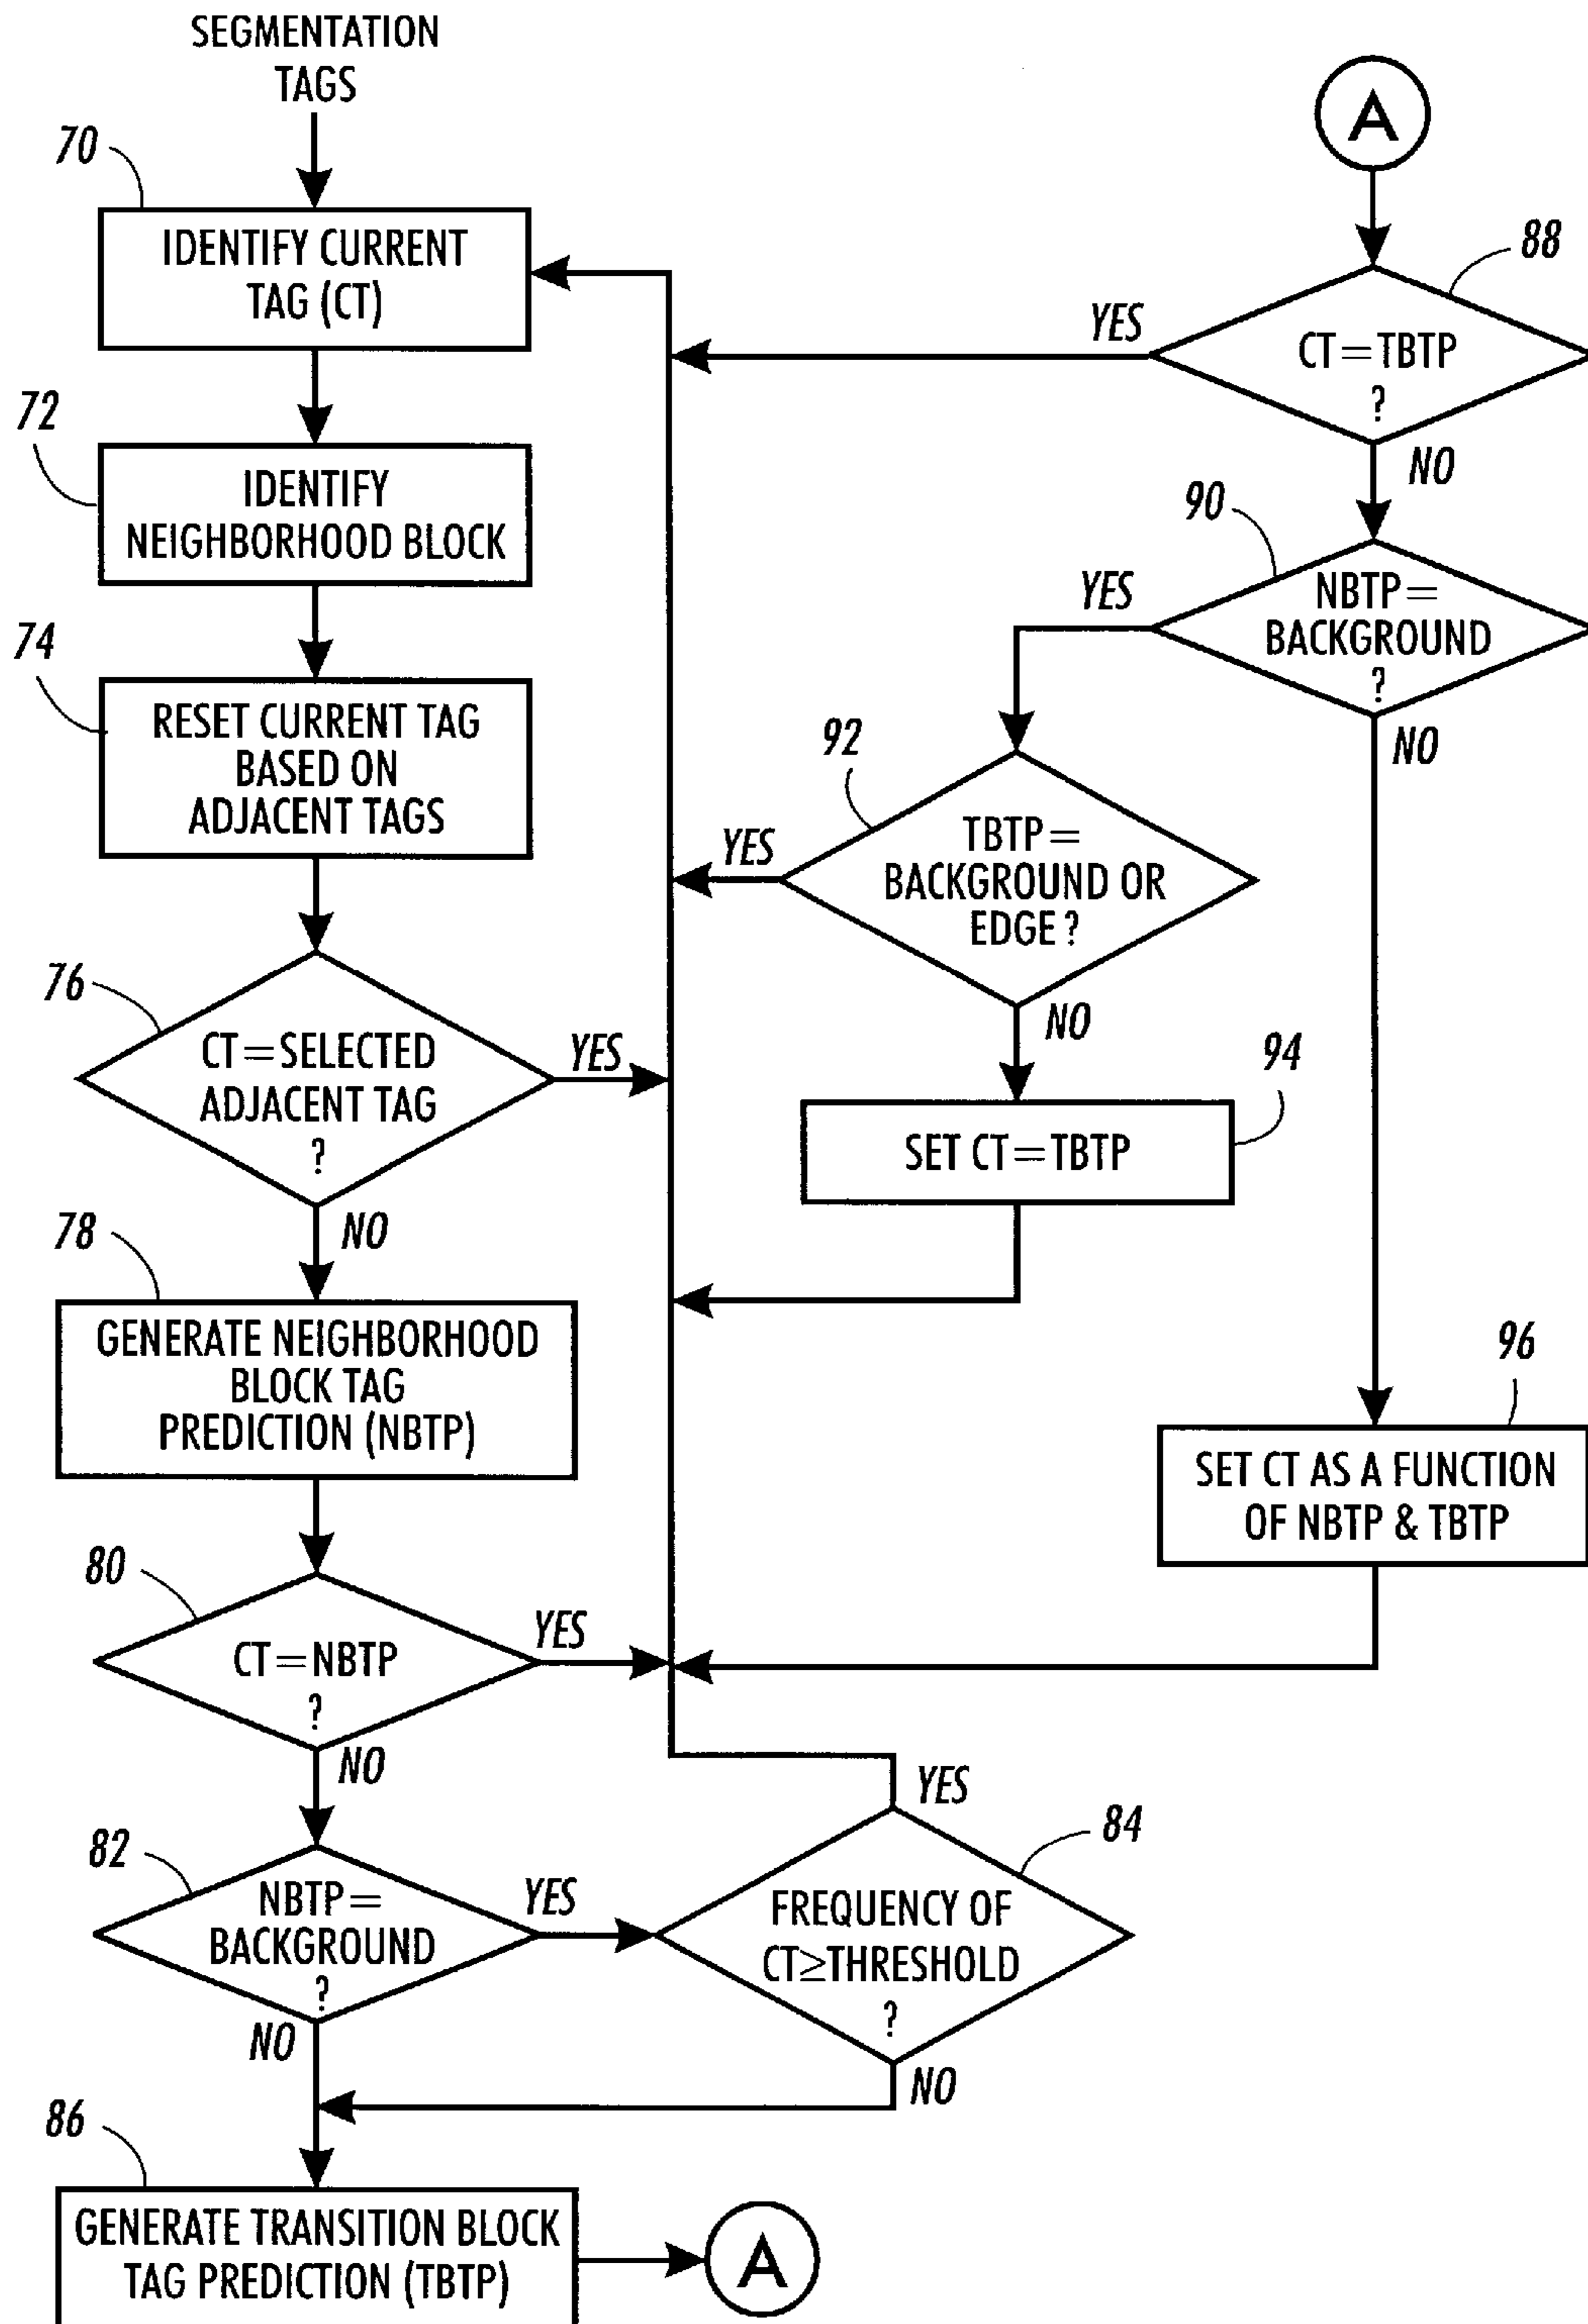 SEGMENTATION
TAGS
70
IDENTIFY CURRENT
TAG (CT)
72
IDENTIFY
NEIGHBORHOOD BLOCK
74
RESET CURRENT TAG
BASED ON
ADJACENT TAGS
76
CT=SELECTED
ADJACENT TAG
?
YES
NO
78
GENERATE NEIGHBORHOOD
BLOCK TAG
PREDICTION (NBTP)
80
CT=NBTP
?
YES
NO
82
NBTP=
BACKGROUND
?
YES
NO
84
FREQUENCY OF
CT≥THRESHOLD
?
YES
NO
86
GENERATE TRANSITION BLOCK
TAG PREDICTION (TBTP)
A
A
88
CT=TBTP
?
YES
NO
90
NBTP=
BACKGROUND
?
YES
NO
92
TBTP=
BACKGROUND OR
EDGE ?
YES
NO
94
SET CT=TBTP
96
SET CT AS A FUNCTION
OF NBTP & TBTP